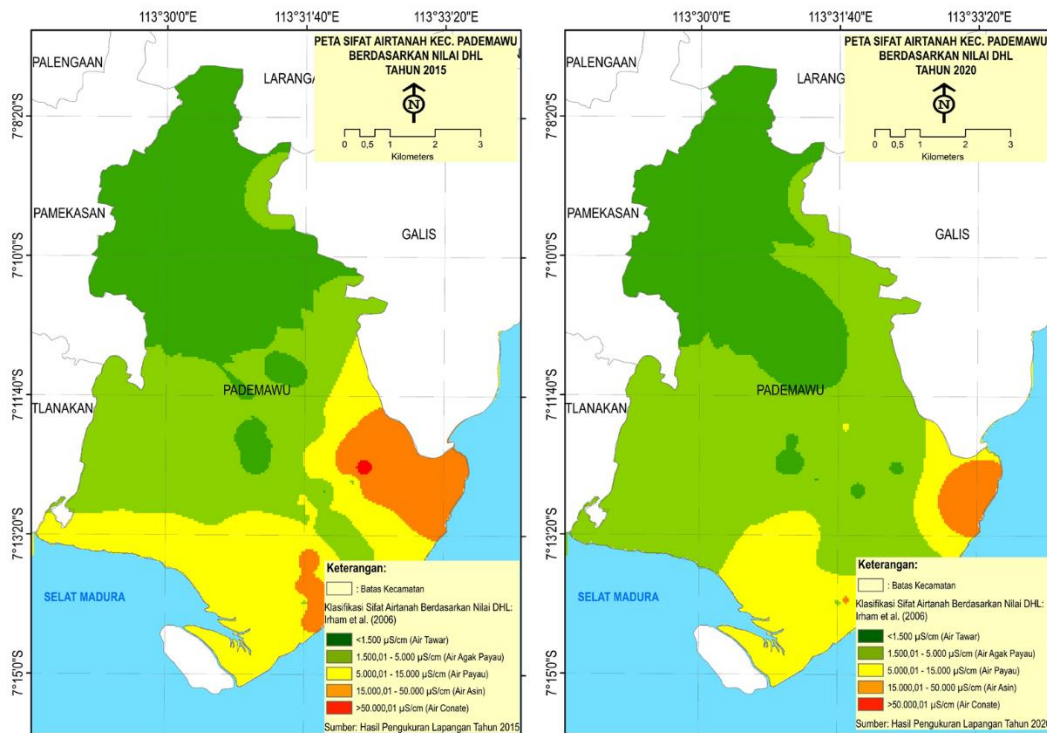 113°30'0"E 113°31'40"E 113°33'20"E
PETA SIFAT AIRTANAH KEC. PADEMAWU
BERDASARKAN NILAI DHL
TAHUN 2015
N
0 0,5 1 2 3
Kilometers
PALENGAAN
LARANGA
7°8'20"S
PAMEKASAN
GALIS
7°10'0"S
7°11'40"S
PADEMAWU
TLANAKAN
7°13'20"S
SELAT MADURA
7°15'0"S
Keterangan:
: Batas Kecamatan
Klasifikasi Sifat Airtanah Berdasarkan Nilai DHL:
Irham et al. (2006)
<1.500 µS/cm (Air Tawar)
1.500,01 - 5.000 µS/cm (Air Agak Payau)
5.000,01 - 15.000 µS/cm (Air Payau)
15.000,01 - 50.000 µS/cm (Air Asin)
>50.000,01 µS/cm (Air Conate)
Sumber: Hasil Pengukuran Lapangan Tahun 2015
113°30'0"E 113°31'40"E 113°33'20"E
PETA SIFAT AIRTANAH KEC. PADEMAWU
BERDASARKAN NILAI DHL
TAHUN 2020
N
0 0,5 1 2 3
Kilometers
PALENGAAN
LARANG
7°8'20"S
PAMEKASAN
GALIS
7°10'0"S
7°11'40"S
PADEMAWU
TLANAKAN
7°13'20"S
SELAT MADURA
7°15'0"S
Keterangan:
: Batas Kecamatan
Klasifikasi Sifat Airtanah Berdasarkan Nilai DHL:
Irham et al. (2006)
<1.500 µS/cm (Air Tawar)
1.500,01 - 5.000 µS/cm (Air Agak Payau)
5.000,01 - 15.000 µS/cm (Air Payau)
15.000,01 - 50.000 µS/cm (Air Asin)
>50.000,01 µS/cm (Air Conate)
Sumber: Hasil Pengukuran Lapangan Tahun 2020